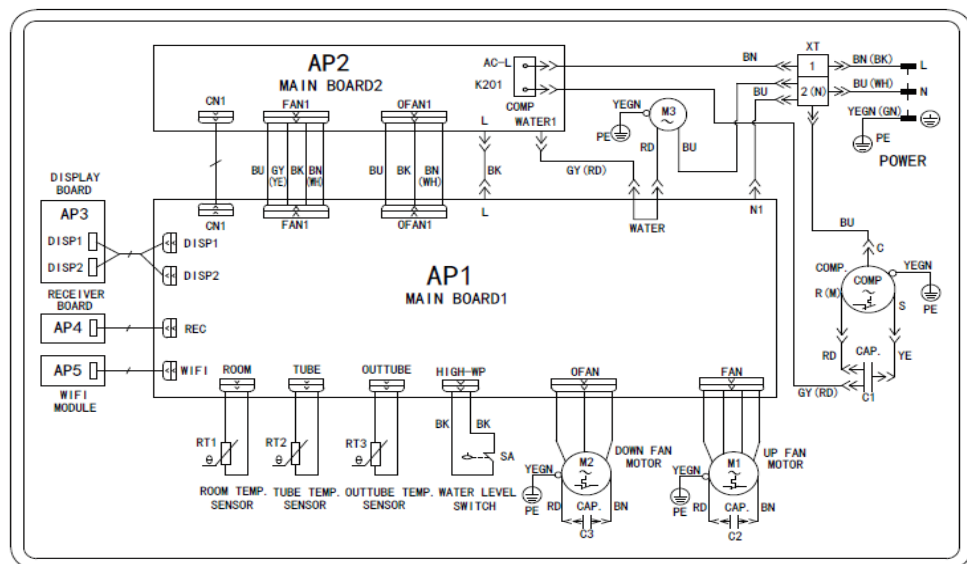 AP2
MAIN BOARD2
AC-L
K201
COMP
CN1
FAN1
OFAN1
L
WATER1
BN
XT
1
2(N)
BN(BK)
L
BU
BU(WH)
N
YEGN(GN)
PE
POWER
YEGN
M3
PE
RD
BU
GY(RD)
BU
GY
(YE)
BK
BN
(WH)
BU
BK
BN
(WH)
BK
DISPLAY
BOARD
AP3
DISP1
DISP2
RECEIVER
BOARD
AP4
AP5
WIFI
MODULE
CN1
FAN1
OFAN1
L
WATER
N1
DISP1
DISP2
REC
WIFI
AP1
MAIN BOARD1
BU
C
COMP.
COMP
YEGN
R(M)
S
PE
RD
CAP.
YE
GY(RD)
C1
ROOM
TUBE
OUTTUBE
HIGH-WP
OFAN
FAN
BK
BK
RT1
θ
RT2
θ
RT3
θ
SA
ROOM TEMP.
SENSOR
TUBE TEMP.
SENSOR
OUTTUBE TEMP.
SENSOR
WATER LEVEL
SWITCH
YEGN
M2
DOWN FAN
MOTOR
PE
RD
CAP.
BN
C3
YEGN
M1
UP FAN
MOTOR
PE
RD
CAP.
BN
C2